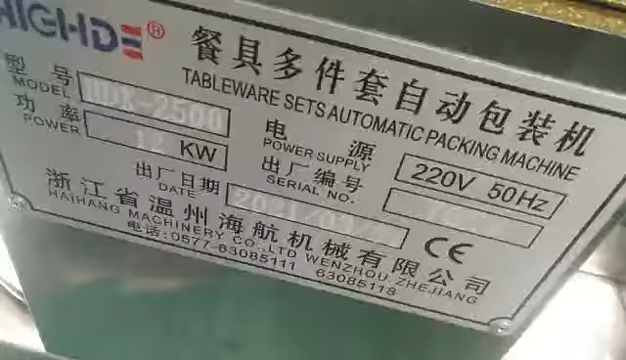 HIGHDE®
餐具多件套自动包装机
TABLEWARE SETS AUTOMATIC PACKING MACHINE
型号 -2500
MODEL
电源 220V 50Hz
POWER SUPPLY
功率 12 KW
POWER
出厂编号
SERIAL NO.
出厂日期 2021/03/
DATE
CE
浙江省温州海航机械有限公司
HAIHANG MACHINERY CO.,LTD WENZHOU ZHEJIANG
电话:0577-63085111 63085118